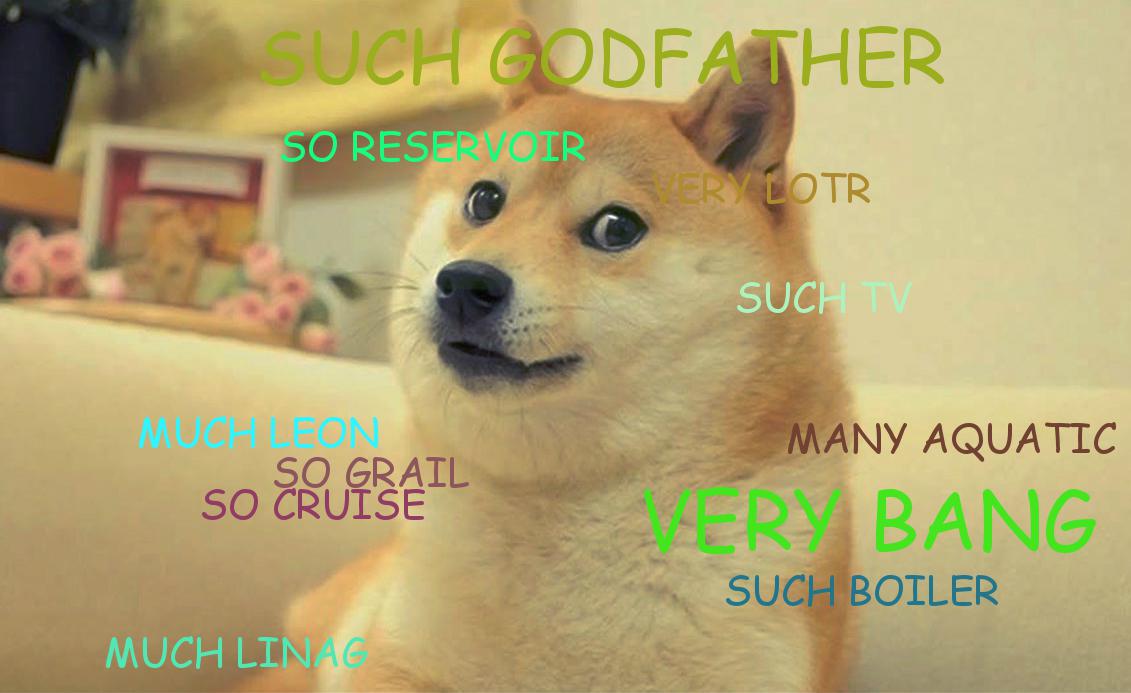 SUCH GODFATHER
SO RESERVOIR
VERY LOTR
SUCH TV
MUCH LEON
MANY AQUATIC
SO GRAIL
SO CRUISE
VERY BANG
SUCH BOILER
MUCH LINAG